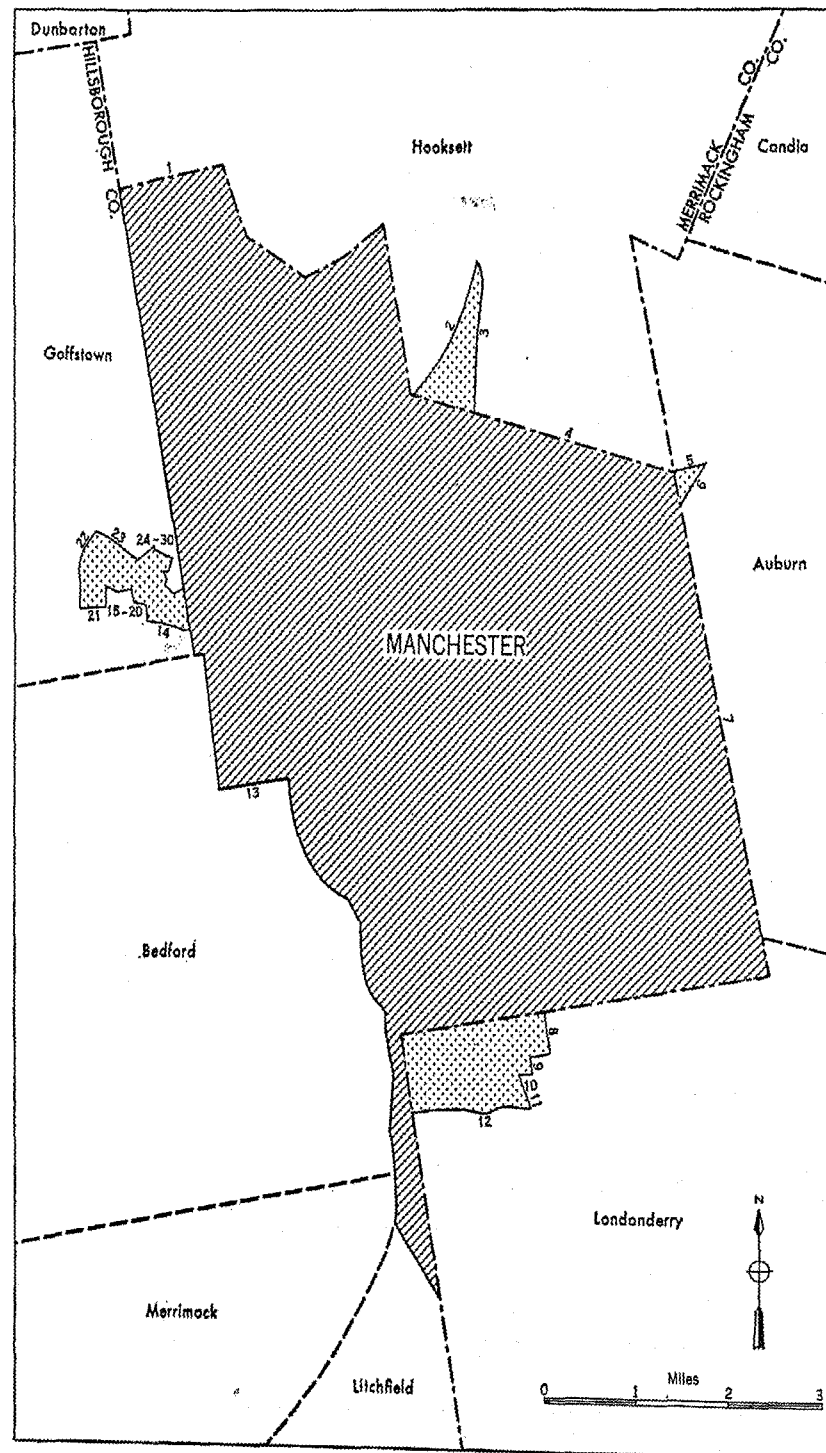 Dunbarton
HILLSBOROUGH CO.
1
Hooksett
CO. CO.
MERRIMACK
ROCKINGHAM
Candia
Goffstown
2
3
4
5
6
22
23
24-30
21
15-20
14
Auburn
MANCHESTER
7
13
Bedford
8
9
10
11
12
Londonderry
N
Merrimack
Litchfield
Miles
0
1
2
3